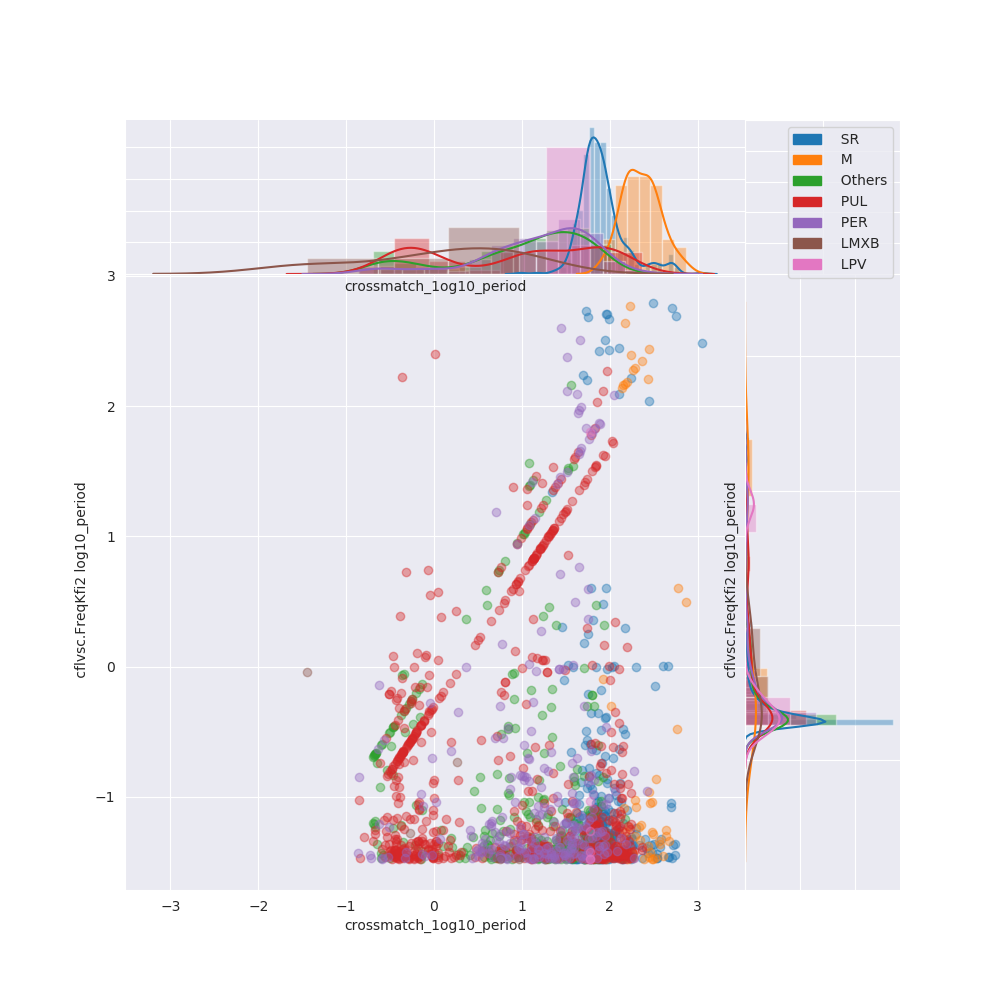 SR
M
Others
PUL
PER
LMXB
LPV
3
crossmatch_1og10_period
2
1
0
−1
cflvsc.FreqKfi2 log10_period
cflvsc.FreqKfi2 log10_period
−3 −2 −1 0 1 2 3
crossmatch_1og10_period